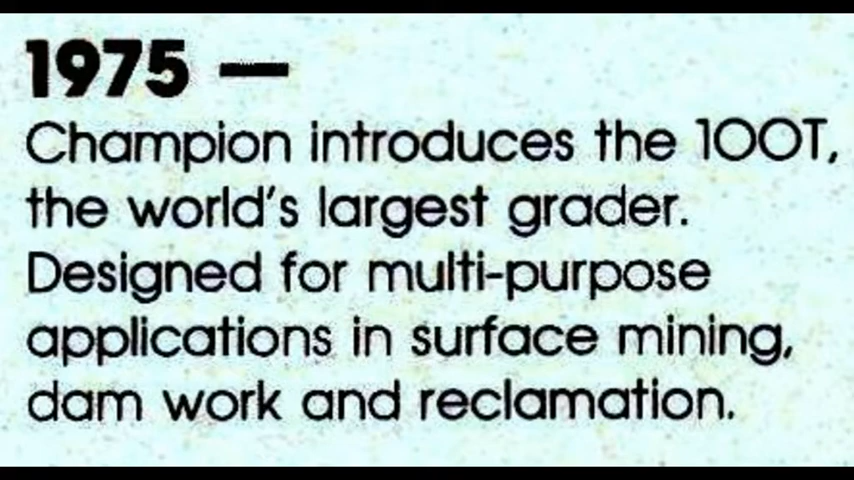 1975 —
Champion introduces the 100T,
the world's largest grader.
Designed for multi-purpose
applications in surface mining,
dam work and reclamation.